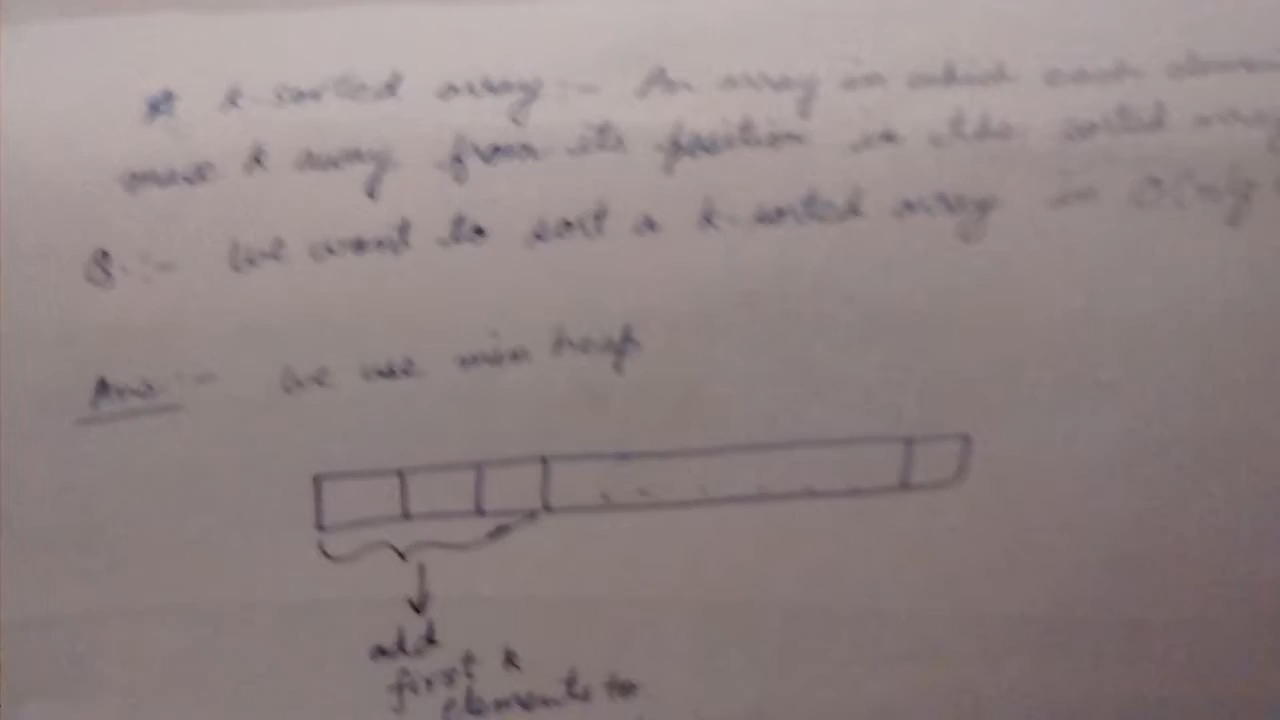 * k sorted array :- An array in which each
max k away from its position in the sorted array
Q. :- We want to sort a k-sorted array in O(nlg
Ans :- We use min heap
add
first k
elements to